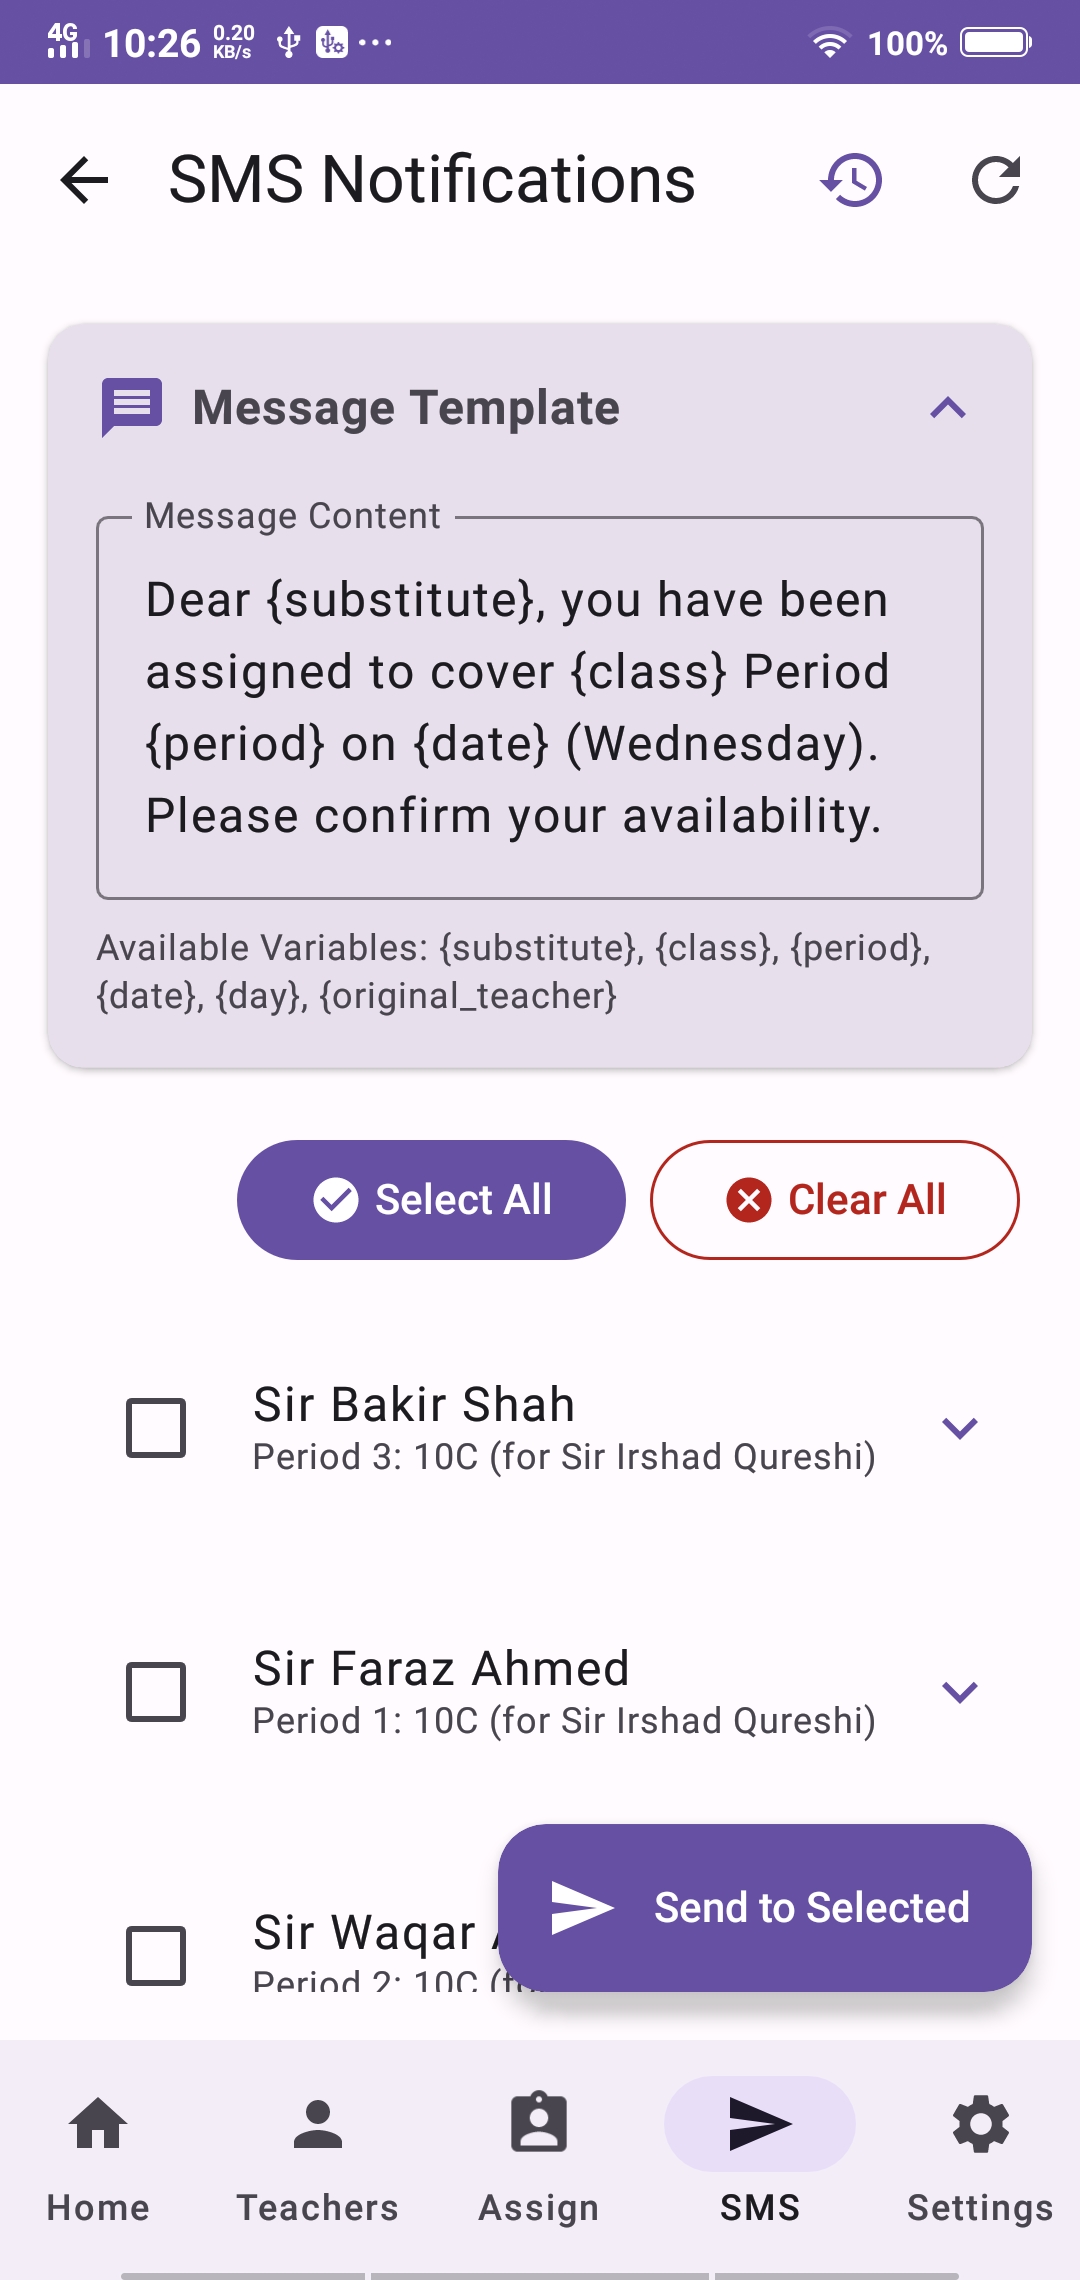 4G 10:26 0.20 KB/s 100%
SMS Notifications
Message Template
Message Content
Dear {substitute}, you have been
assigned to cover {class} Period
{period} on {date} (Wednesday).
Please confirm your availability.
Available Variables: {substitute}, {class}, {period},
{date}, {day}, {original_teacher}
Select All
Clear All
Sir Bakir Shah
Period 3: 10C (for Sir Irshad Qureshi)
Sir Faraz Ahmed
Period 1: 10C (for Sir Irshad Qureshi)
Sir Waqar
Period 2: 10C
Send to Selected
Home
Teachers
Assign
SMS
Settings